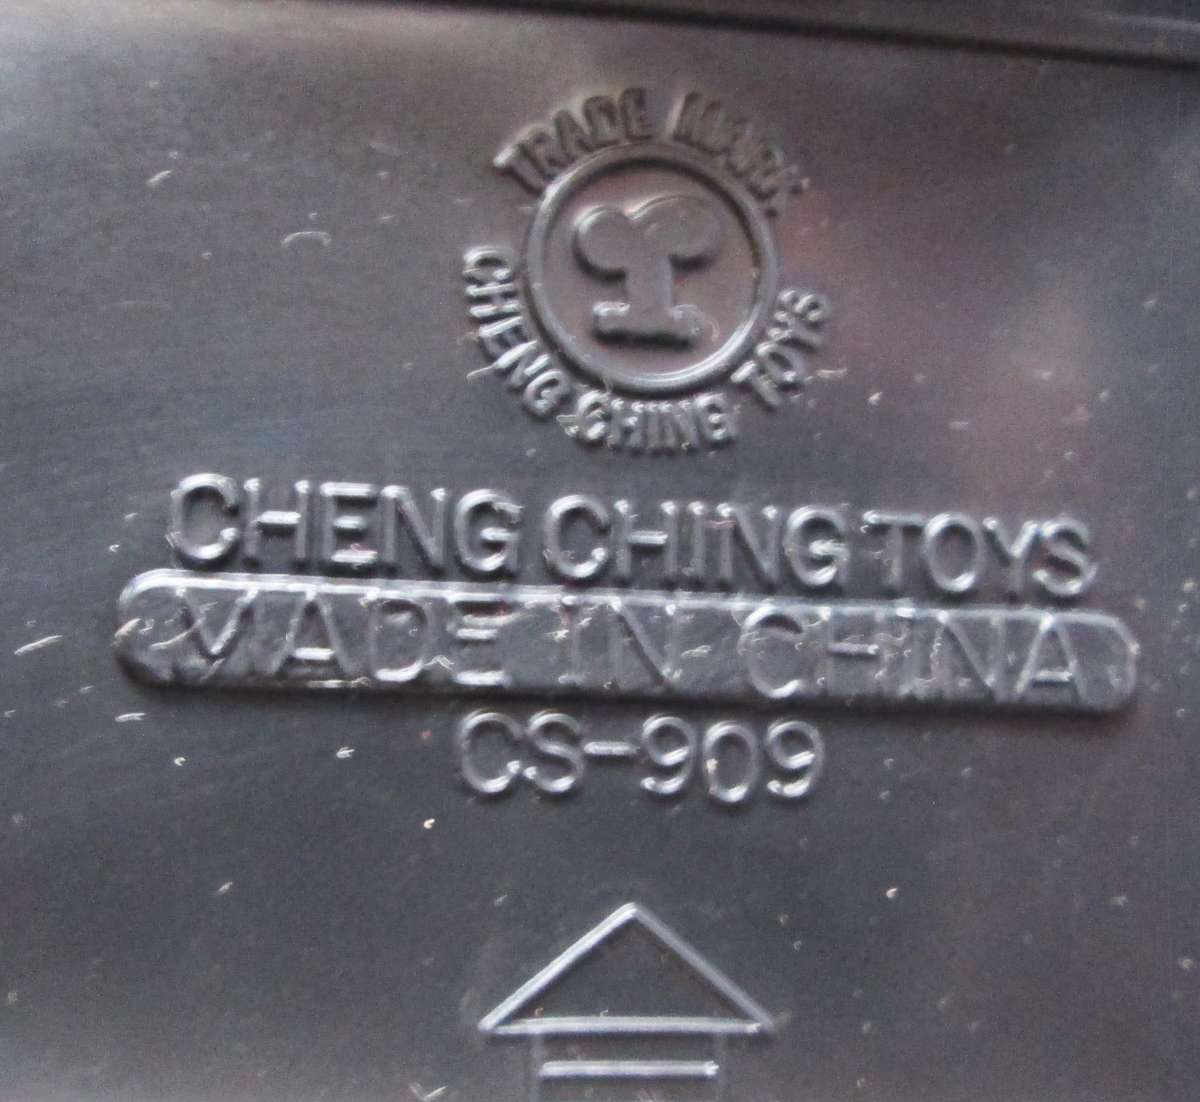 TRADE MARK
CHENG CHING TOYS
CHENG CHING TOYS
MADE IN CHINA
CS-909